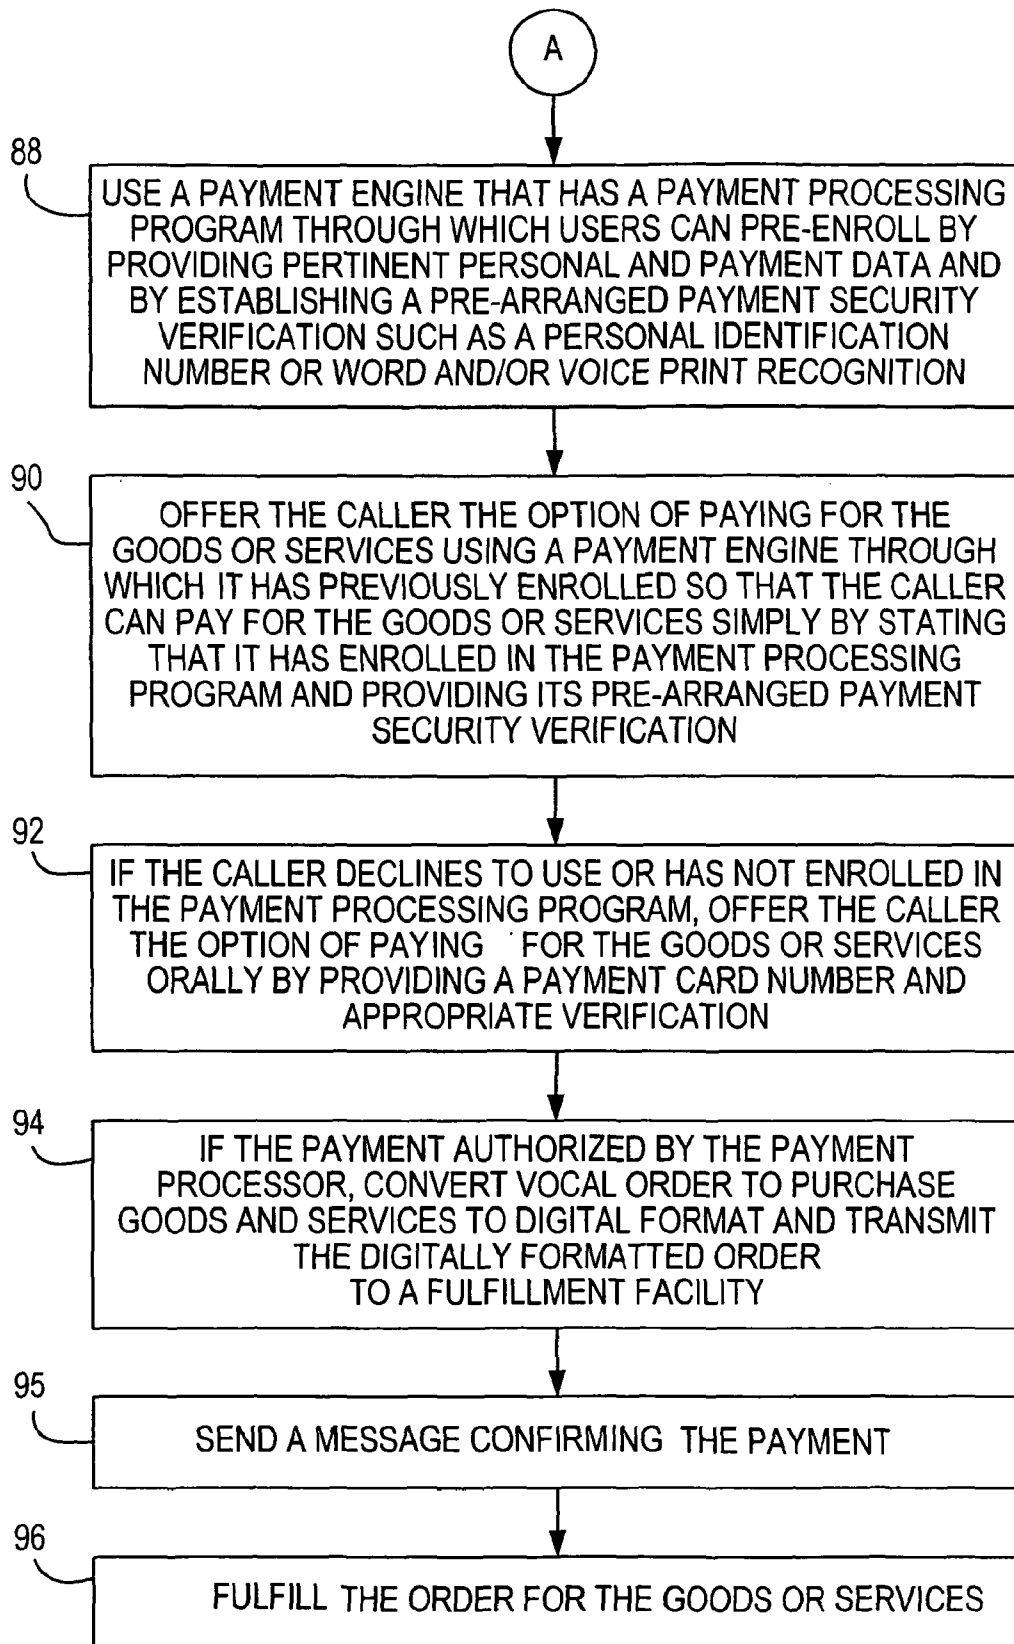 A
88
USE A PAYMENT ENGINE THAT HAS A PAYMENT PROCESSING
PROGRAM THROUGH WHICH USERS CAN PRE-ENROLL BY
PROVIDING PERTINENT PERSONAL AND PAYMENT DATA AND
BY ESTABLISHING A PRE-ARRANGED PAYMENT SECURITY
VERIFICATION SUCH AS A PERSONAL IDENTIFICATION
NUMBER OR WORD AND/OR VOICE PRINT RECOGNITION
90
OFFER THE CALLER THE OPTION OF PAYING FOR THE
GOODS OR SERVICES USING A PAYMENT ENGINE THROUGH
WHICH IT HAS PREVIOUSLY ENROLLED SO THAT THE CALLER
CAN PAY FOR THE GOODS OR SERVICES SIMPLY BY STATING
THAT IT HAS ENROLLED IN THE PAYMENT PROCESSING
PROGRAM AND PROVIDING ITS PRE-ARRANGED PAYMENT
SECURITY VERIFICATION
92
IF THE CALLER DECLINES TO USE OR HAS NOT ENROLLED IN
THE PAYMENT PROCESSING PROGRAM, OFFER THE CALLER
THE OPTION OF PAYING FOR THE GOODS OR SERVICES
ORALLY BY PROVIDING A PAYMENT CARD NUMBER AND
APPROPRIATE VERIFICATION
94
IF THE PAYMENT AUTHORIZED BY THE PAYMENT
PROCESSOR, CONVERT VOCAL ORDER TO PURCHASE
GOODS AND SERVICES TO DIGITAL FORMAT AND TRANSMIT
THE DIGITALLY FORMATTED ORDER
TO A FULFILLMENT FACILITY
95
SEND A MESSAGE CONFIRMING THE PAYMENT
96
FULFILL THE ORDER FOR THE GOODS OR SERVICES